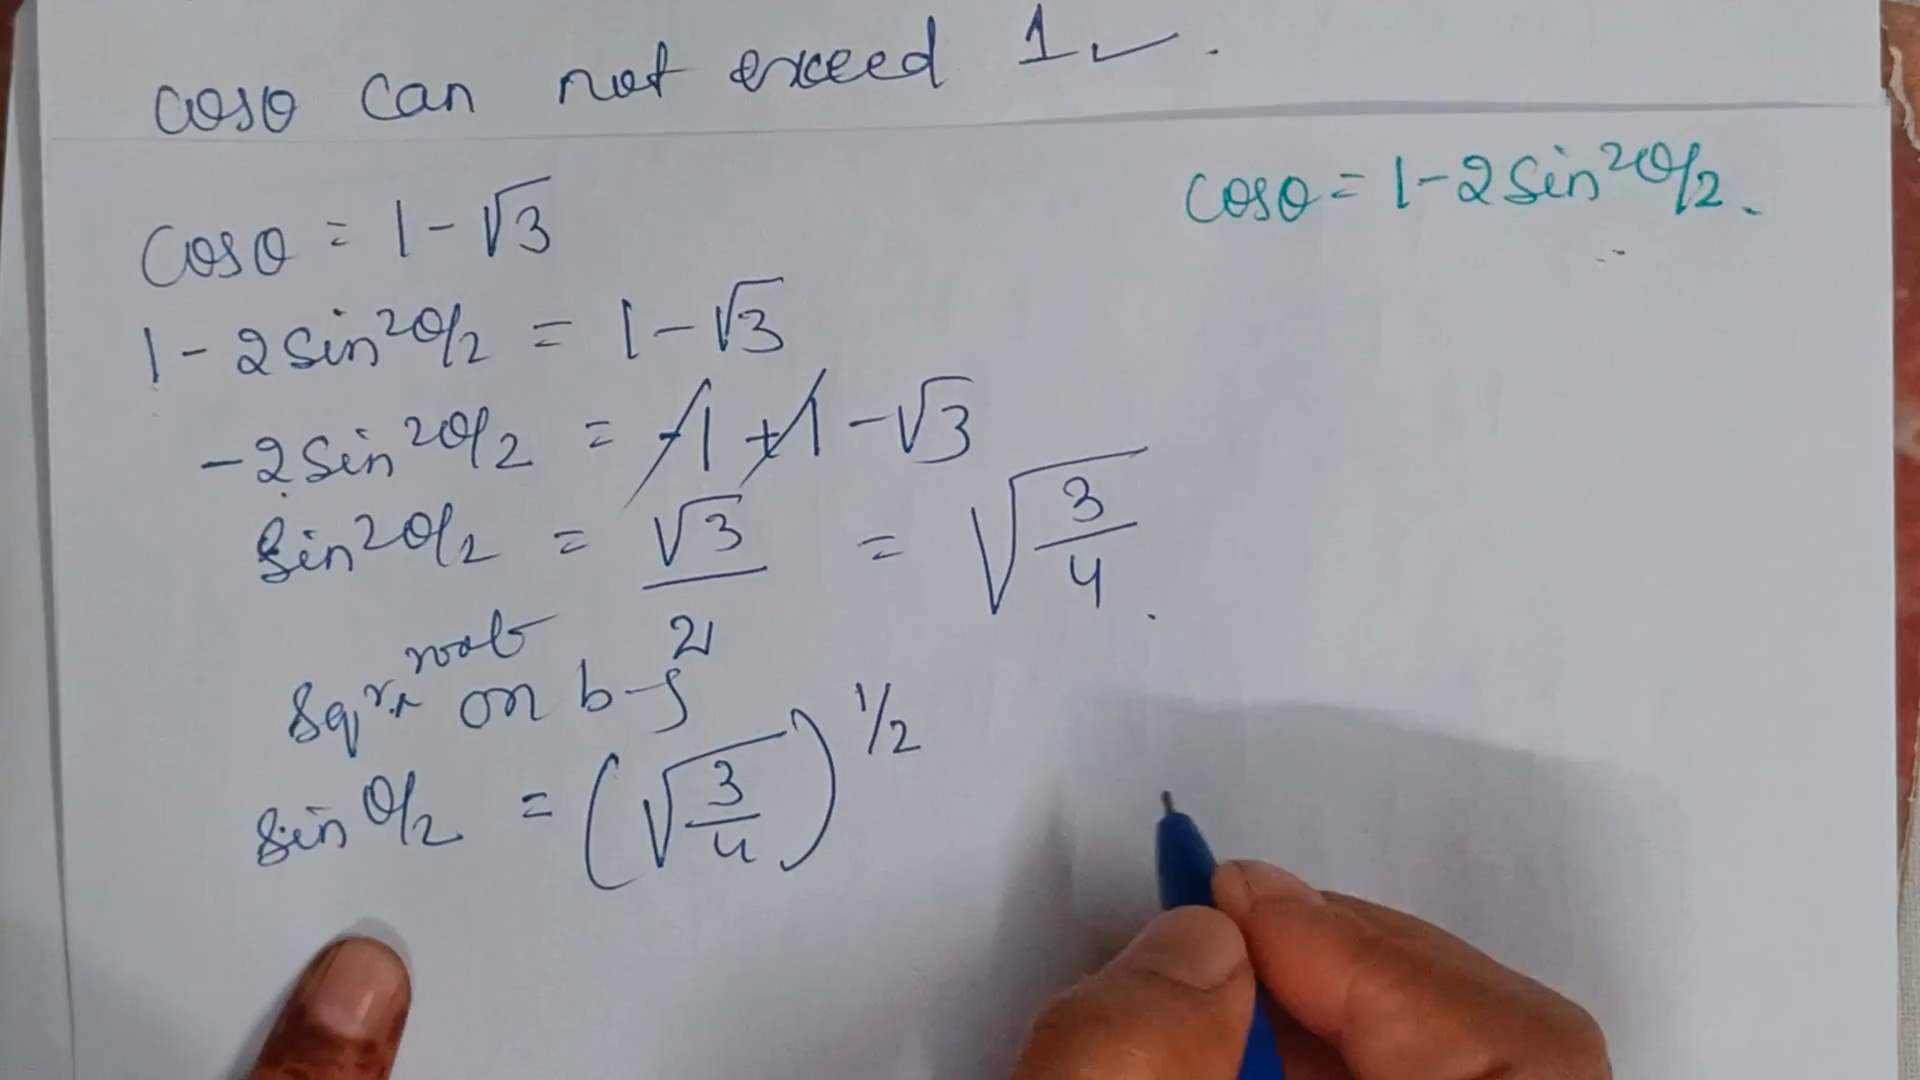 cosθ can not exceed 1 ✓.
cosθ = 1-2sin²θ/2.
cosθ = 1-√3
1-2sin²θ/2 = 1-√3
-2sin²θ/2 = -1+1-√3
sin²θ/2 = √3/2 = √(3/4).
root
Sqr. on b-s
sin θ/2 = (√(3/4))^1/2